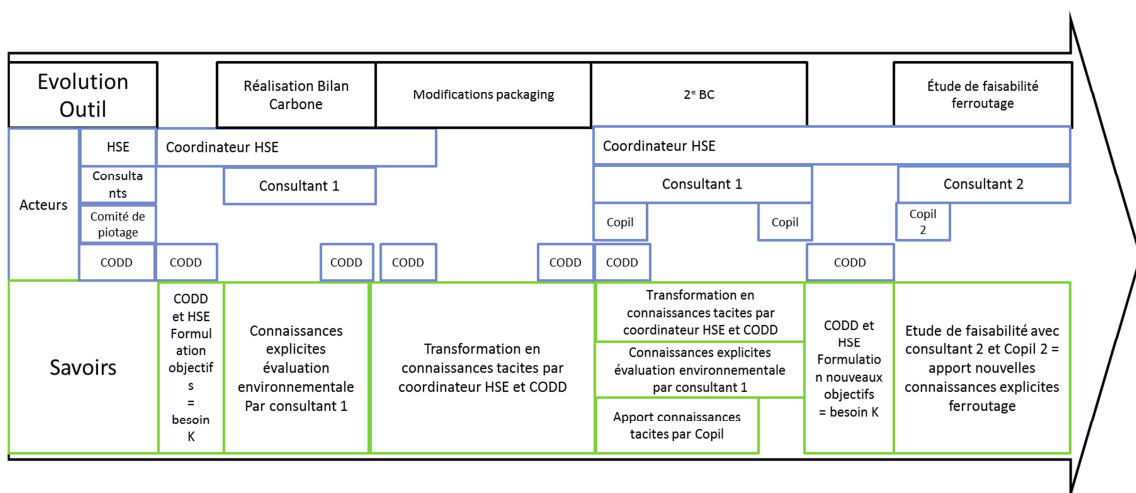 Evolution
Outil
Réalisation Bilan
Carbone
Modifications packaging
2e BC
Étude de faisabilité
ferroutage
Acteurs
HSE
Coordinateur HSE
Coordinateur HSE
Consulta
nts
Consultant 1
Consultant 1
Consultant 2
Comité de
piotage
Copil
Copil
Copil
2
CODD
CODD
CODD
CODD
CODD
CODD
CODD
Savoirs
CODD
et HSE
Formul
ation
objectif
s
=
besoin
K
Connaissances
explicites
évaluation
environnementale
Par consultant 1
Transformation en
connaissances tacites par
coordinateur HSE et CODD
Transformation en
connaissances tacites par
coordinateur HSE et CODD
Connaissances explicites
évaluation environnementale
par consultant 1
Apport connaissances
tacites par Copil
CODD et
HSE
Formulatio
n nouveaux
objectifs
= besoin K
Etude de faisabilité avec
consultant 2 et Copil 2 =
apport nouvelles
connaissances explicites
ferroutage